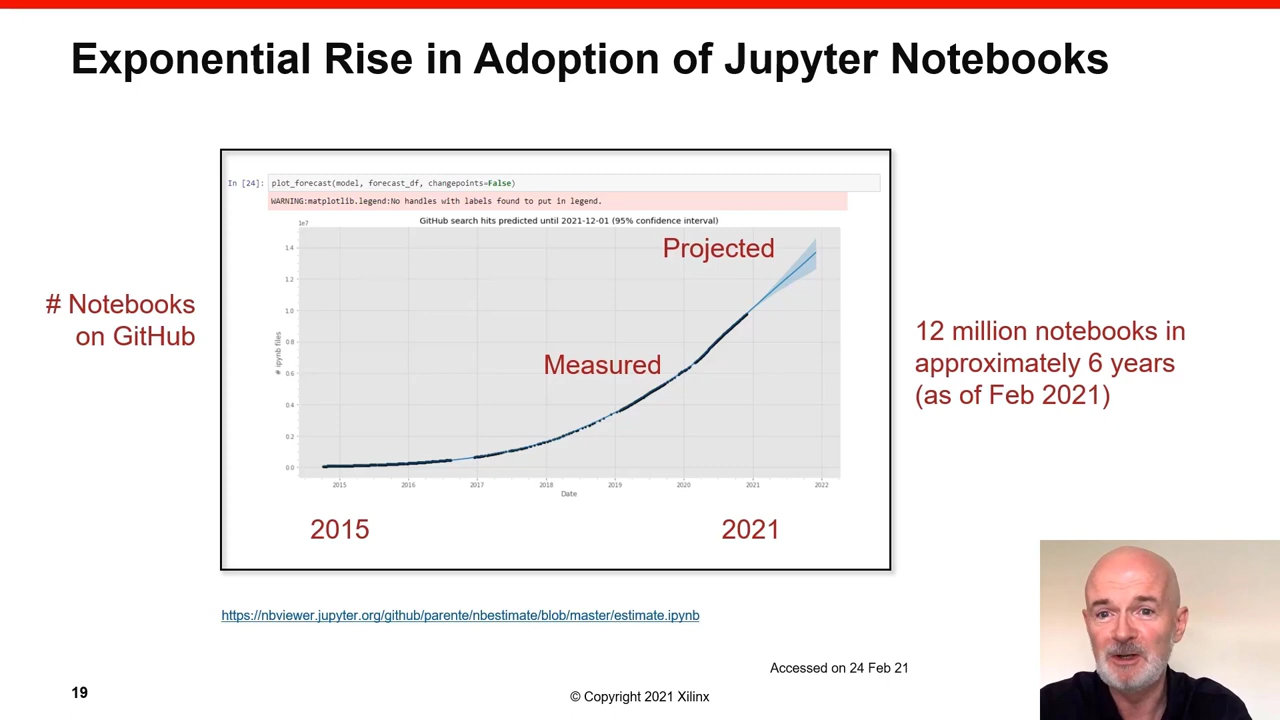 Exponential Rise in Adoption of Jupyter Notebooks
In [24]:
plot_forecast(model, forecast_df, changepoints=False)
WARNING:matplotlib.legend:No handles with labels found to put in legend.
1e7
GitHub search hits predicted until 2021-12-01 (95% confidence interval)
Projected
Measured
# Notebooks
on GitHub
# ipynb files
1.4
1.2
1.0
0.8
0.6
0.4
0.2
0.0
2015 2016 2017 2018 2019 2020 2021 2022
Date
2015 2021
12 million notebooks in
approximately 6 years
(as of Feb 2021)
https://nbviewer.jupyter.org/github/parente/nbestimate/blob/master/estimate.ipynb
Accessed on 24 Feb 21
19
© Copyright 2021 Xilinx